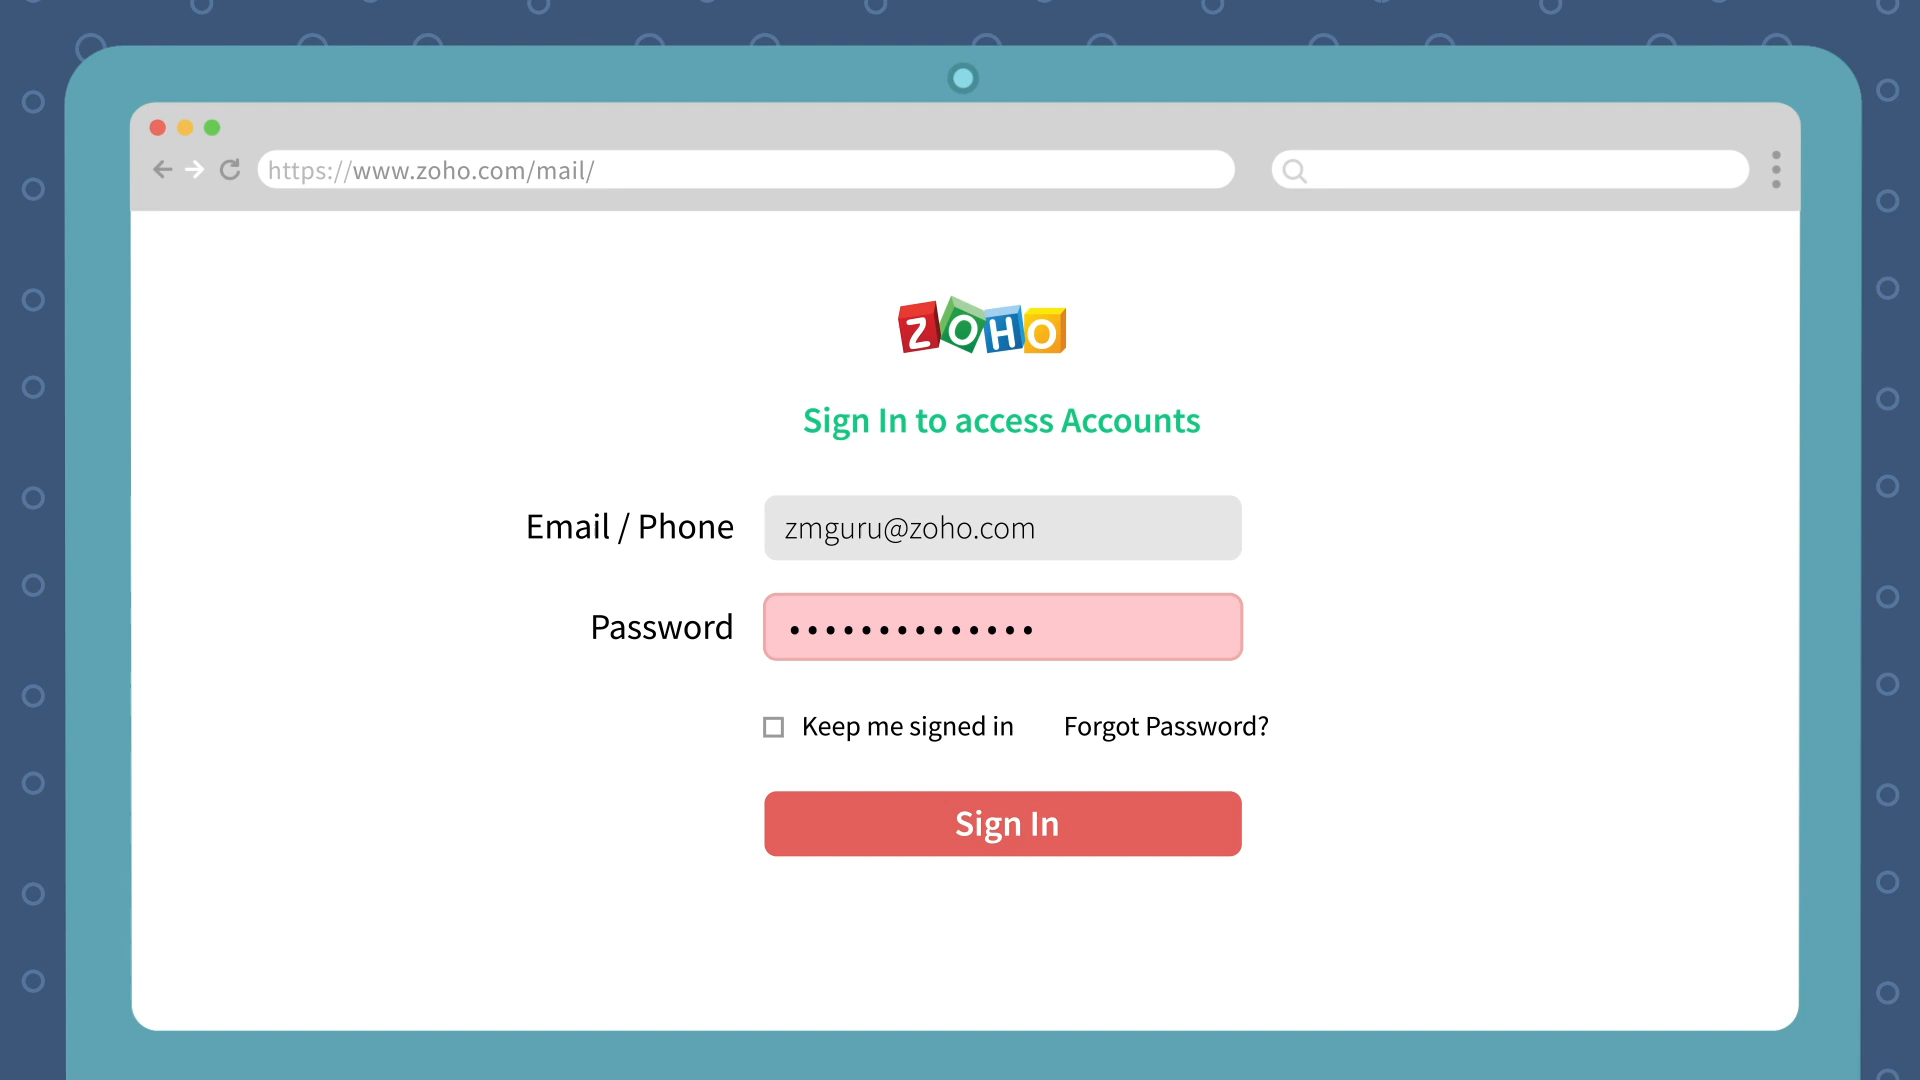 https://www.zoho.com/mail/
ZOHO
Sign In to access Accounts
Email / Phone
zmguru@zoho.com
Password
••••••••••••••
Keep me signed in
Forgot Password?
Sign In